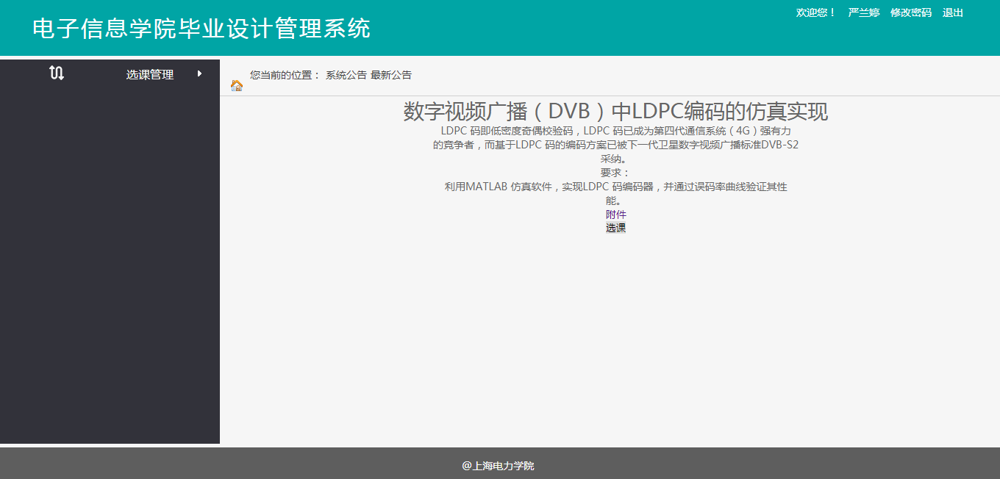 电子信息学院毕业设计管理系统
欢迎您！ 严兰婷 修改密码 退出
选课管理
您当前的位置： 系统公告 最新公告
数字视频广播（DVB）中LDPC编码的仿真实现
LDPC 码即低密度奇偶校验码，LDPC 码已成为第四代通信系统（4G）强有力
的竞争者，而基于LDPC 码的编码方案已被下一代卫星数字视频广播标准DVB-S2
采纳。
要求：
利用MATLAB 仿真软件，实现LDPC 码编码器，并通过误码率曲线验证其性
能。
附件
选课
@上海电力学院